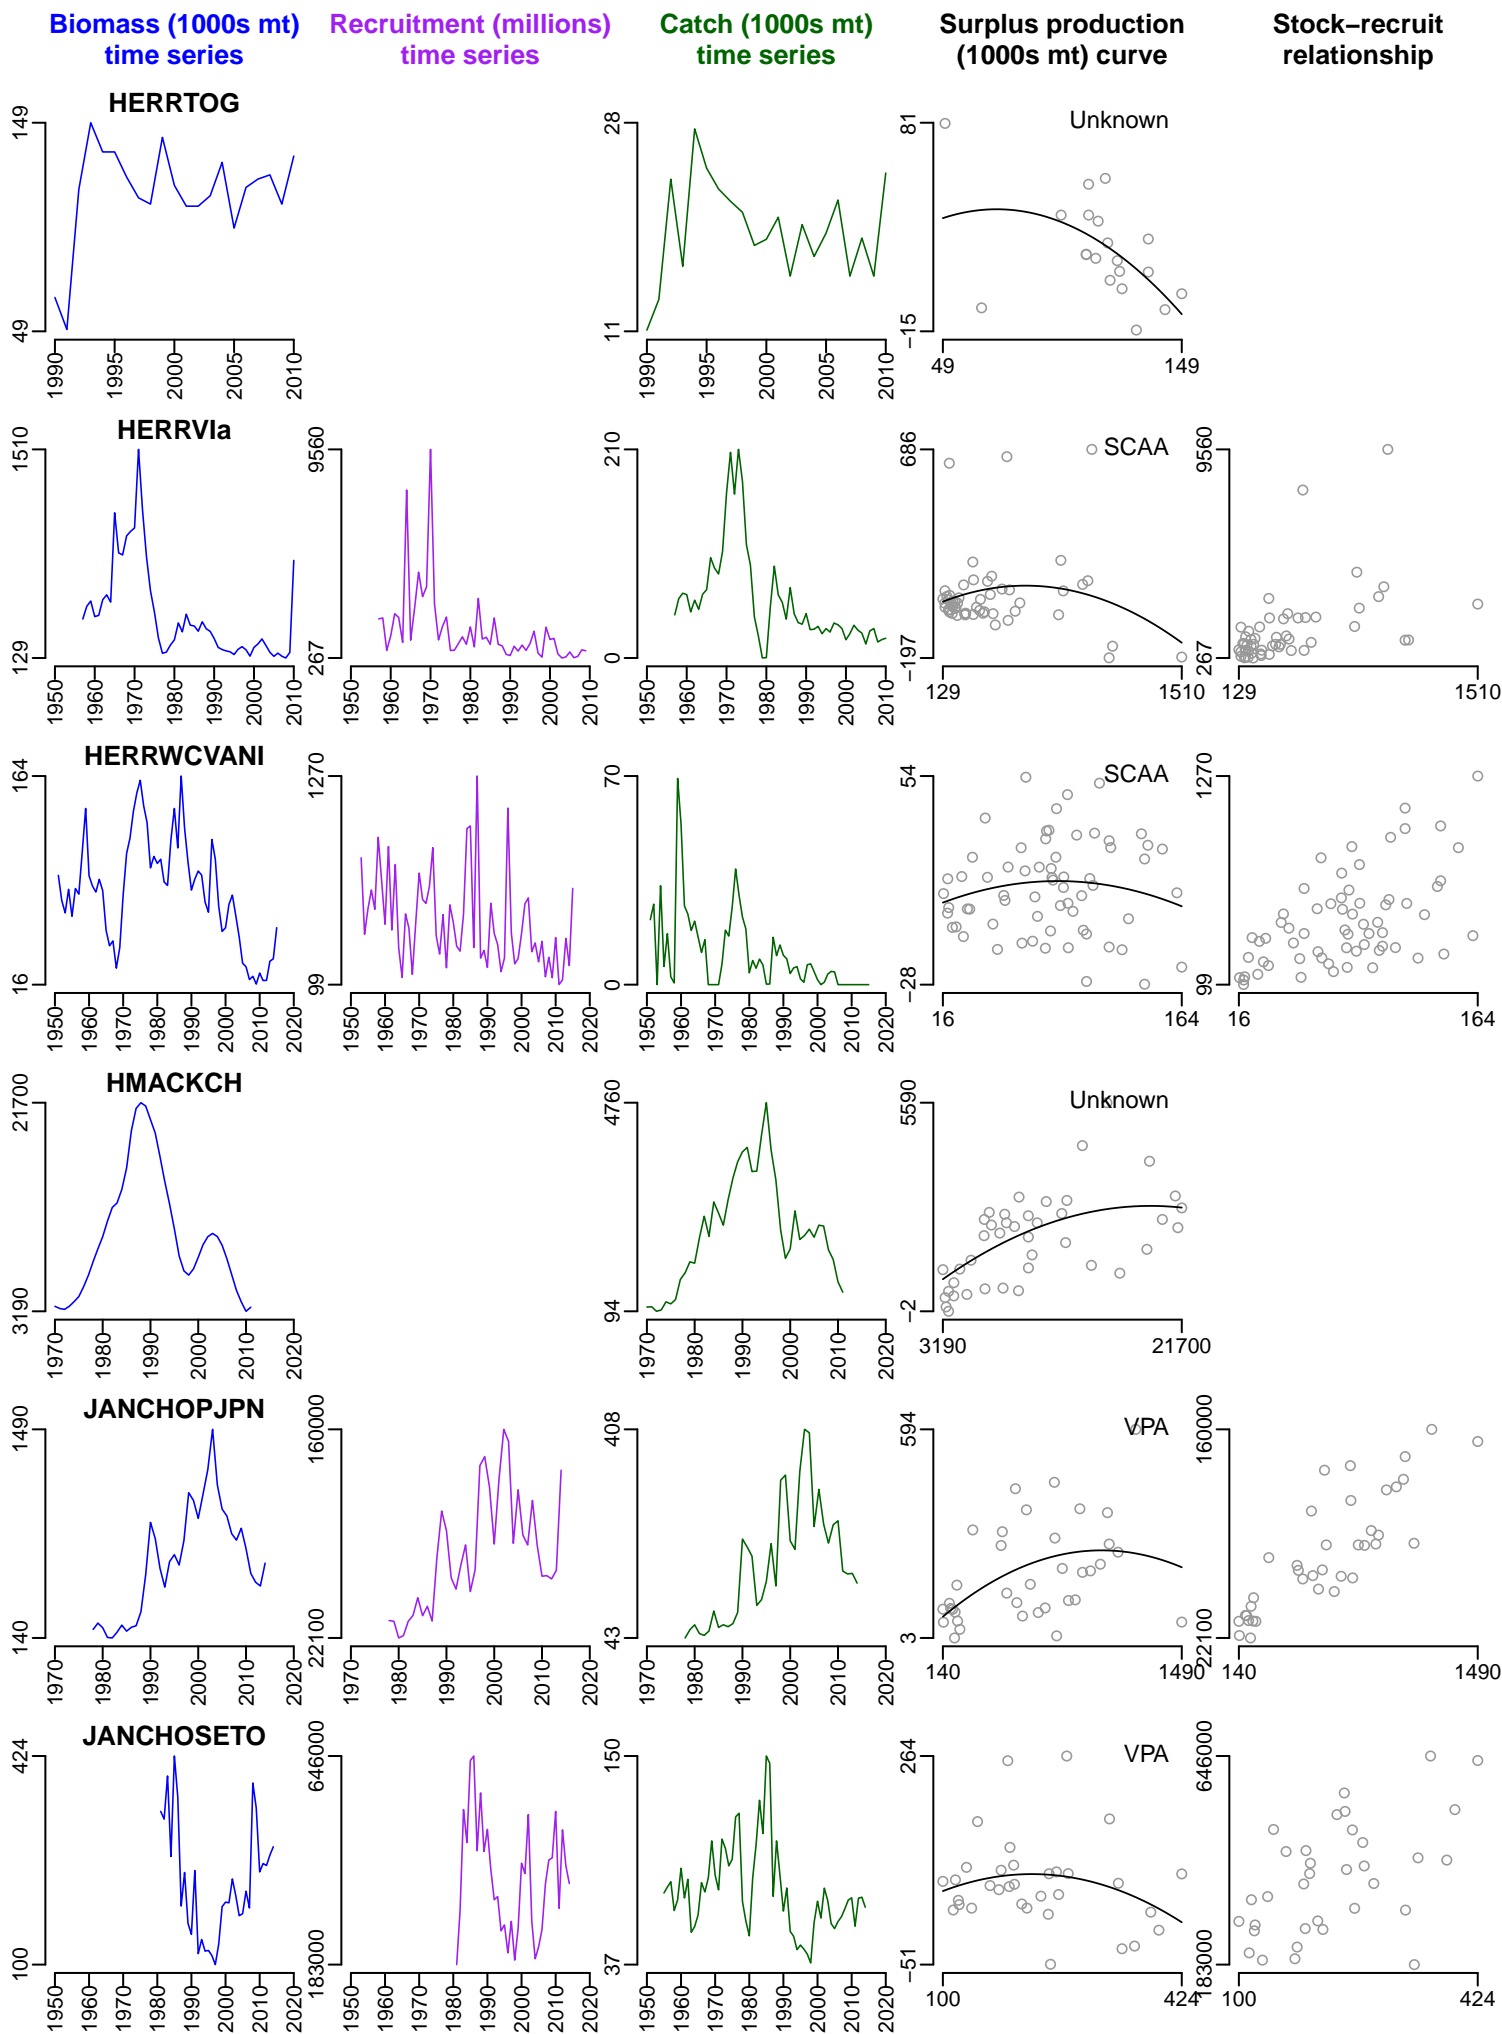 Biomass (1000s mt) Recruitment (millions) Catch (1000s mt) Surplus production Stock−recruit
time series time series time series (1000s mt) curve relationship
HERRTOG Unknown
149 28 81
49 11 −15
1990 1995 2000 2005 2010 1990 1995 2000 2005 2010 49 149
HERRVIa SCAA
1510 9560 210 686 9560
129 267 0 −197 267
1950 1960 1970 1980 1990 2000 2010 1950 1960 1970 1980 1990 2000 2010 1950 1960 1970 1980 1990 2000 2010 129 1510 129 1510
HERRWCVANI SCAA
164 1270 70 54 1270
16 99 0 −28 99
1950 1960 1970 1980 1990 2000 2010 2020 1950 1960 1970 1980 1990 2000 2010 2020 1950 1960 1970 1980 1990 2000 2010 2020 16 164 16 164
HMACKCH Unknown
21700 4760 5590
3190 94 −2
1970 1980 1990 2000 2010 2020 1970 1980 1990 2000 2010 2020 3190 21700
JANCHOPJPN VPA
1490 160000 408 594 160000
140 22100 43 3 22100
1970 1980 1990 2000 2010 2020 1970 1980 1990 2000 2010 2020 1970 1980 1990 2000 2010 2020 140 1490 140 1490
JANCHOSETO VPA
424 646000 150 264 646000
100 183000 37 −51 183000
1950 1960 1970 1980 1990 2000 2010 2020 1950 1960 1970 1980 1990 2000 2010 2020 1950 1960 1970 1980 1990 2000 2010 2020 100 424 100 424